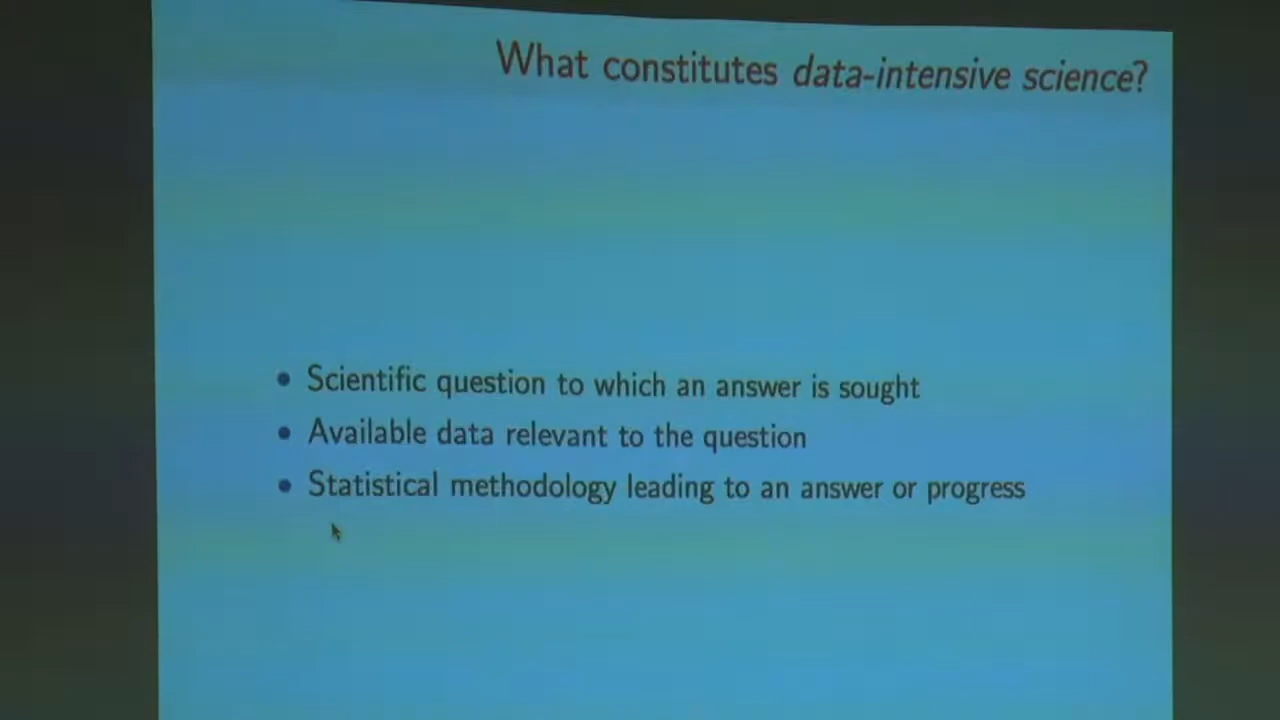 What constitutes data-intensive science?
Scientific question to which an answer is sought
Available data relevant to the question
Statistical methodology leading to an answer or progress